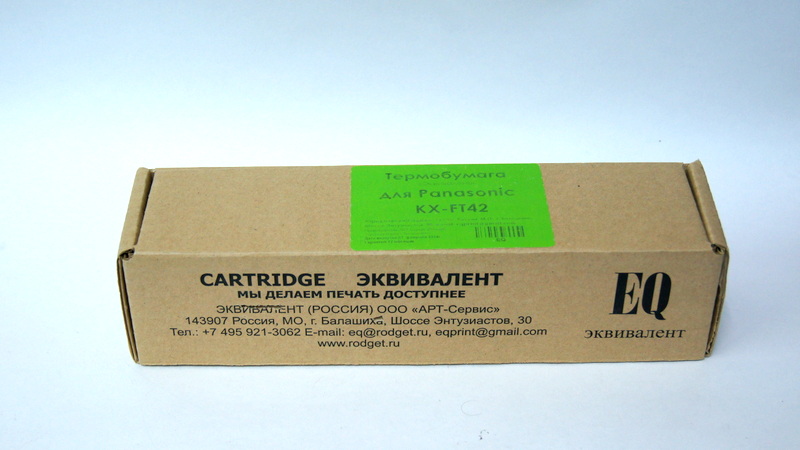 Термобумага
для Panasonic
KX-FT42
CARTRIDGE ЭКВИВАЛЕНТ
МЫ ДЕЛАЕМ ПЕЧАТЬ ДОСТУПНЕЕ
ЭКВИВАЛЕНТ (РОССИЯ) ООО «АРТ-Сервис»
143907 Россия, МО, г. Балашиха, Шоссе Энтузиастов, 30
Тел.: +7 495 921-3062 E-mail: eq@rodget.ru, eqprint@gmail.com
www.rodget.ru
EQ
эквивалент